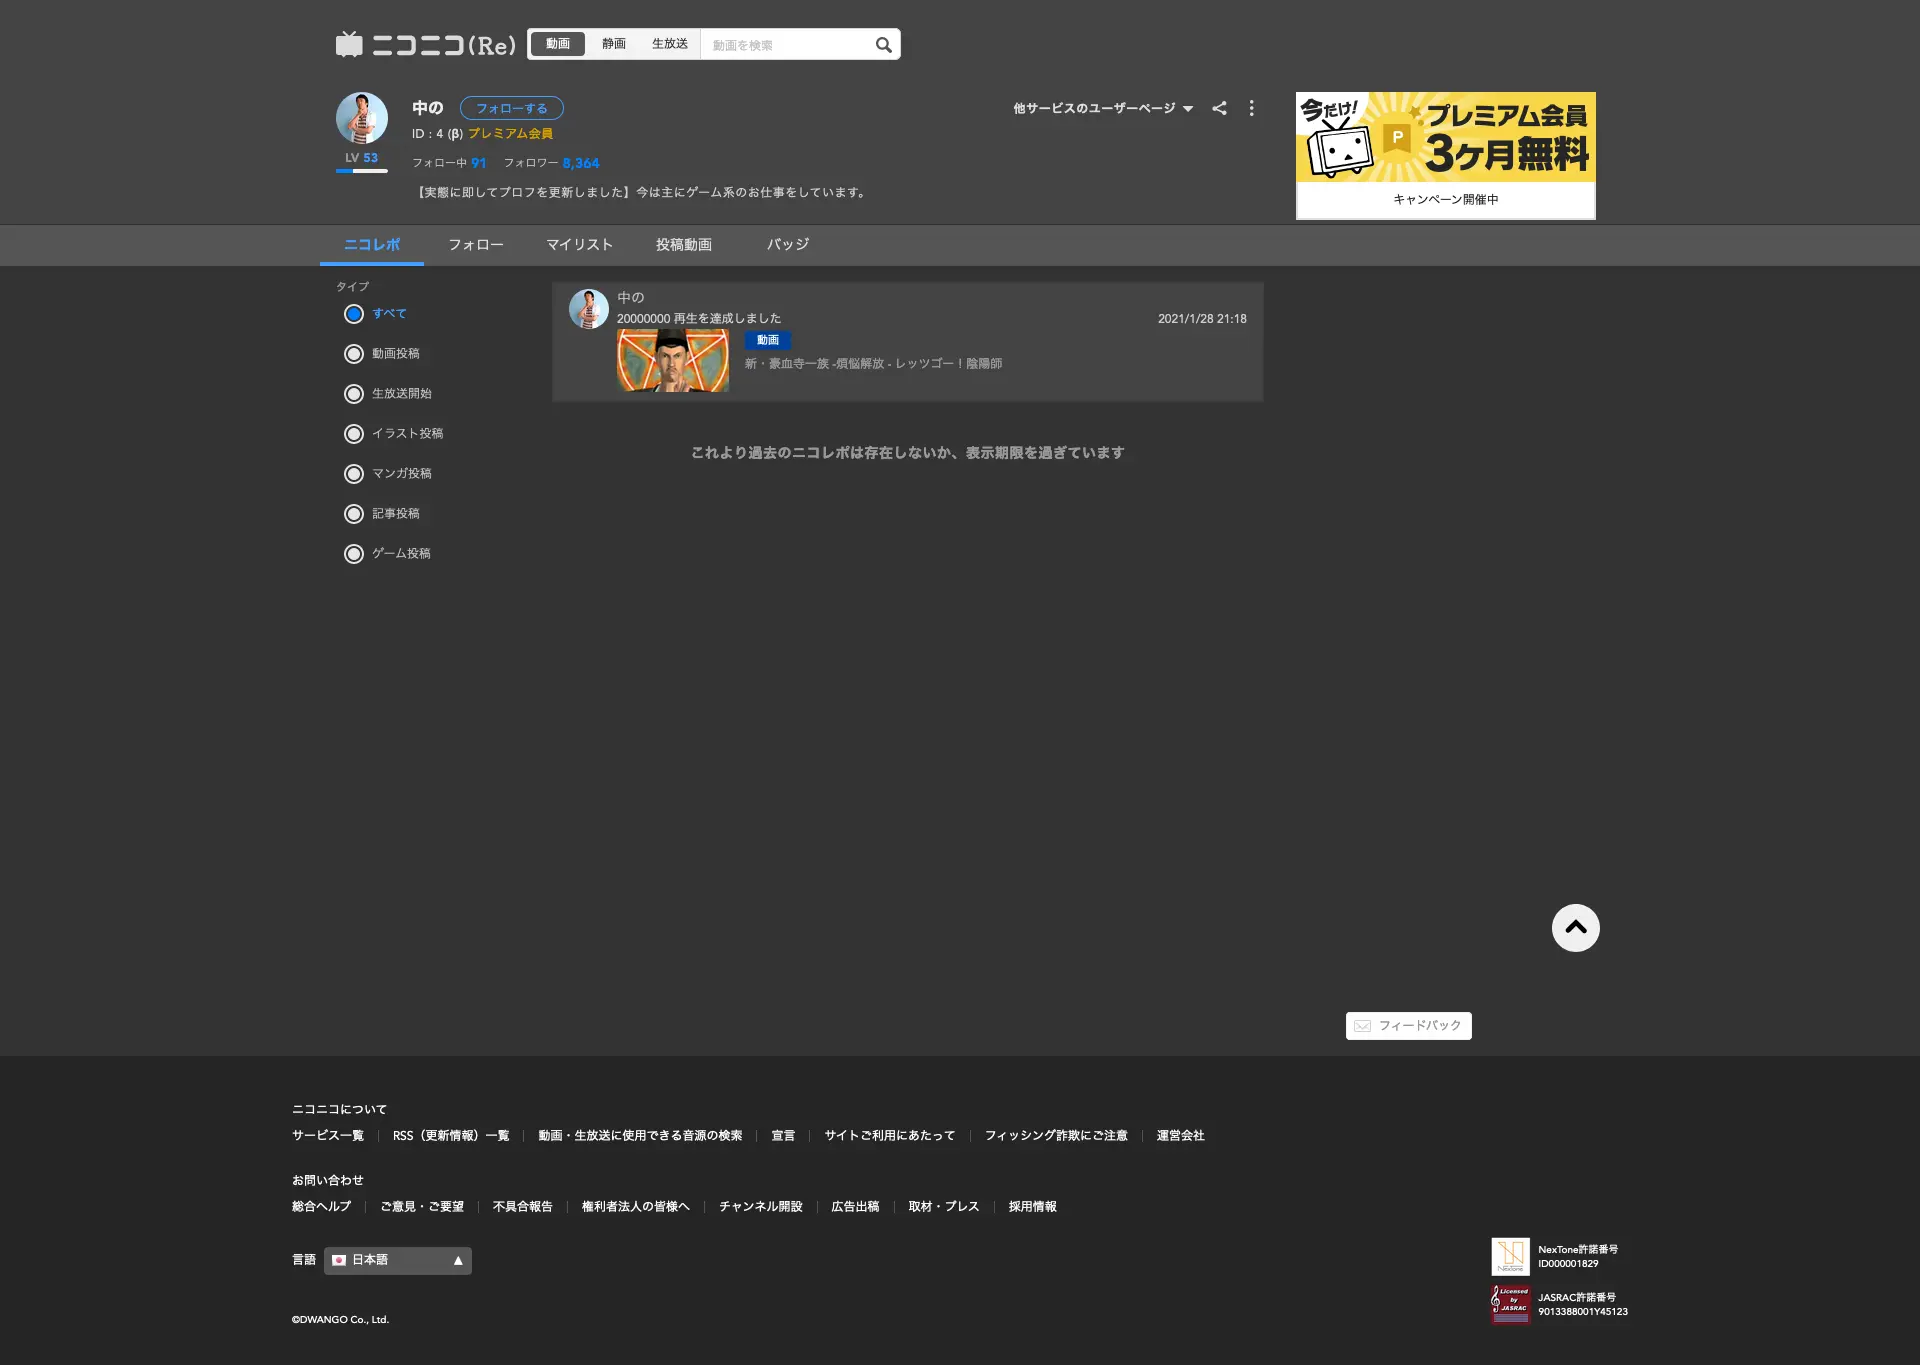 ニコニコ(Re)
動画 静画 生放送 動画を検索
中の フォローする
ID : 4 (β) プレミアム会員
LV 53
フォロー中 91 フォロワー 8,364
【実態に即してプロフを更新しました】今は主にゲーム系のお仕事をしています。
他サービスのユーザーページ
今だけ!
P
プレミアム会員
3ヶ月無料
キャンペーン開催中
ニコレポ フォロー マイリスト 投稿動画 バッジ
タイプ
すべて
動画投稿
生放送開始
イラスト投稿
マンガ投稿
記事投稿
ゲーム投稿
中の
20000000 再生を達成しました 2021/1/28 21:18
動画
新・豪血寺一族 -煩悩解放 - レッツゴー！陰陽師
これより過去のニコレポは存在しないか、表示期限を過ぎています
フィードバック
ニコニコについて
サービス一覧 RSS（更新情報）一覧 動画・生放送に使用できる音源の検索 宣言 サイトご利用にあたって フィッシング詐欺にご注意 運営会社
お問い合わせ
総合ヘルプ ご意見・ご要望 不具合報告 権利者法人の皆様へ チャンネル開設 広告出稿 取材・プレス 採用情報
言語 日本語 ▲
Nextone
NexTone許諾番号
ID000001829
Licensed
by
JASRAC
JASRAC許諾番号
9013388001Y45123
©DWANGO Co., Ltd.